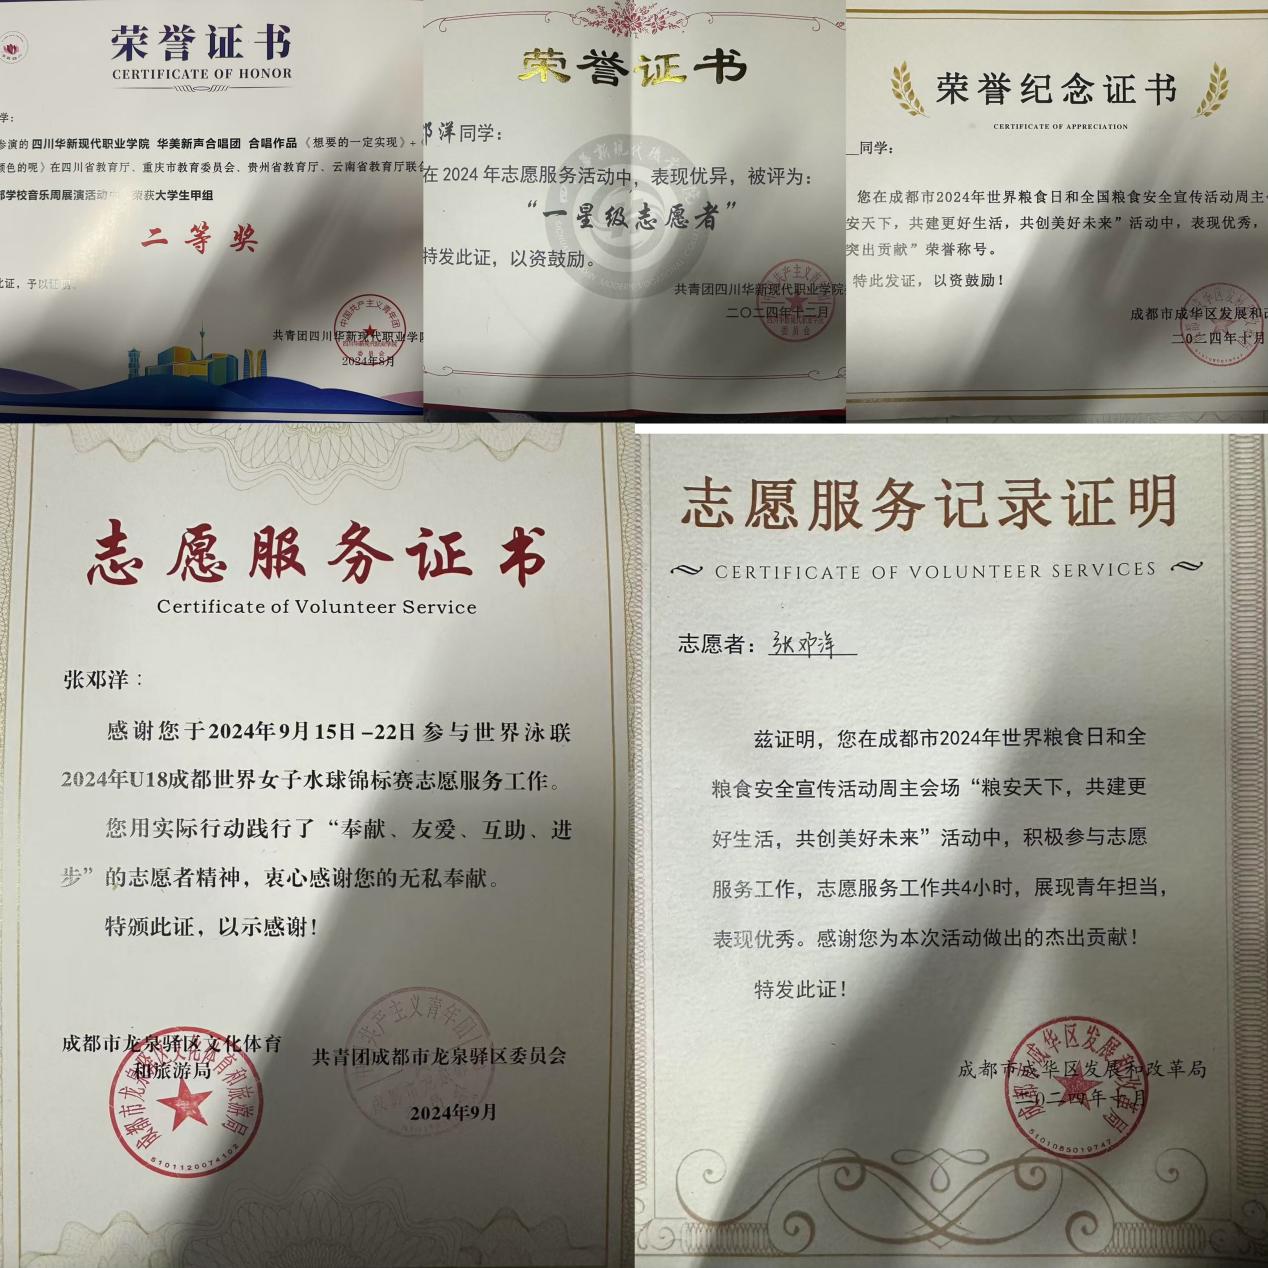 荣誉证书
CERTIFICATE OF HONOR
学：
参演的 四川华新现代职业学院 华美新声合唱团 合唱作品 《想要的一定实现》+
颜色的呢》在四川省教育厅、重庆市教育委员会、贵州省教育厅、云南省教育厅联
部学校音乐周展演活动中，荣获大学生甲组
二等奖
此证，予以证明。
共青团四川华新现代职业学院
2024年8月
荣誉证书
邓洋同学：
在2024年志愿服务活动中，表现优异，被评为：
“一星级志愿者”
特发此证，以资鼓励。
共青团四川华新现代职业学院
二〇二四年十二月
荣誉纪念证书
CERTIFICATE OF APPRECIATION
同学：
您在成都市2024年世界粮食日和全国粮食安全宣传活动周主
安天下，共建更好生活，共创美好未来”活动中，表现优秀，
突出贡献”荣誉称号。
特此发证，以资鼓励！
成都市成华区发展和
二〇二四年十月
志愿服务证书
Certificate of Volunteer Service
张邓洋：
感谢您于2024年9月15日-22日参与世界泳联
2024年U18成都世界女子水球锦标赛志愿服务工作。
您用实际行动践行了“奉献、友爱、互助、进
步”的志愿者精神，衷心感谢您的无私奉献。
特颁此证，以示感谢！
成都市龙泉驿区文化体育
和旅游局
共青团成都市龙泉驿区委员会
2024年9月
5101120074102
志愿服务记录证明
CERTIFICATE OF VOLUNTEER SERVICES
志愿者：张邓洋
兹证明，您在成都市2024年世界粮食日和全
粮食安全宣传活动周主会场“粮安天下，共建更
好生活，共创美好未来”活动中，积极参与志愿
服务工作，志愿服务工作共4小时，展现青年担当，
表现优秀。感谢您为本次活动做出的杰出贡献！
特发此证！
成都市成华区发展和改革局
二〇二四年十月
5101085019747